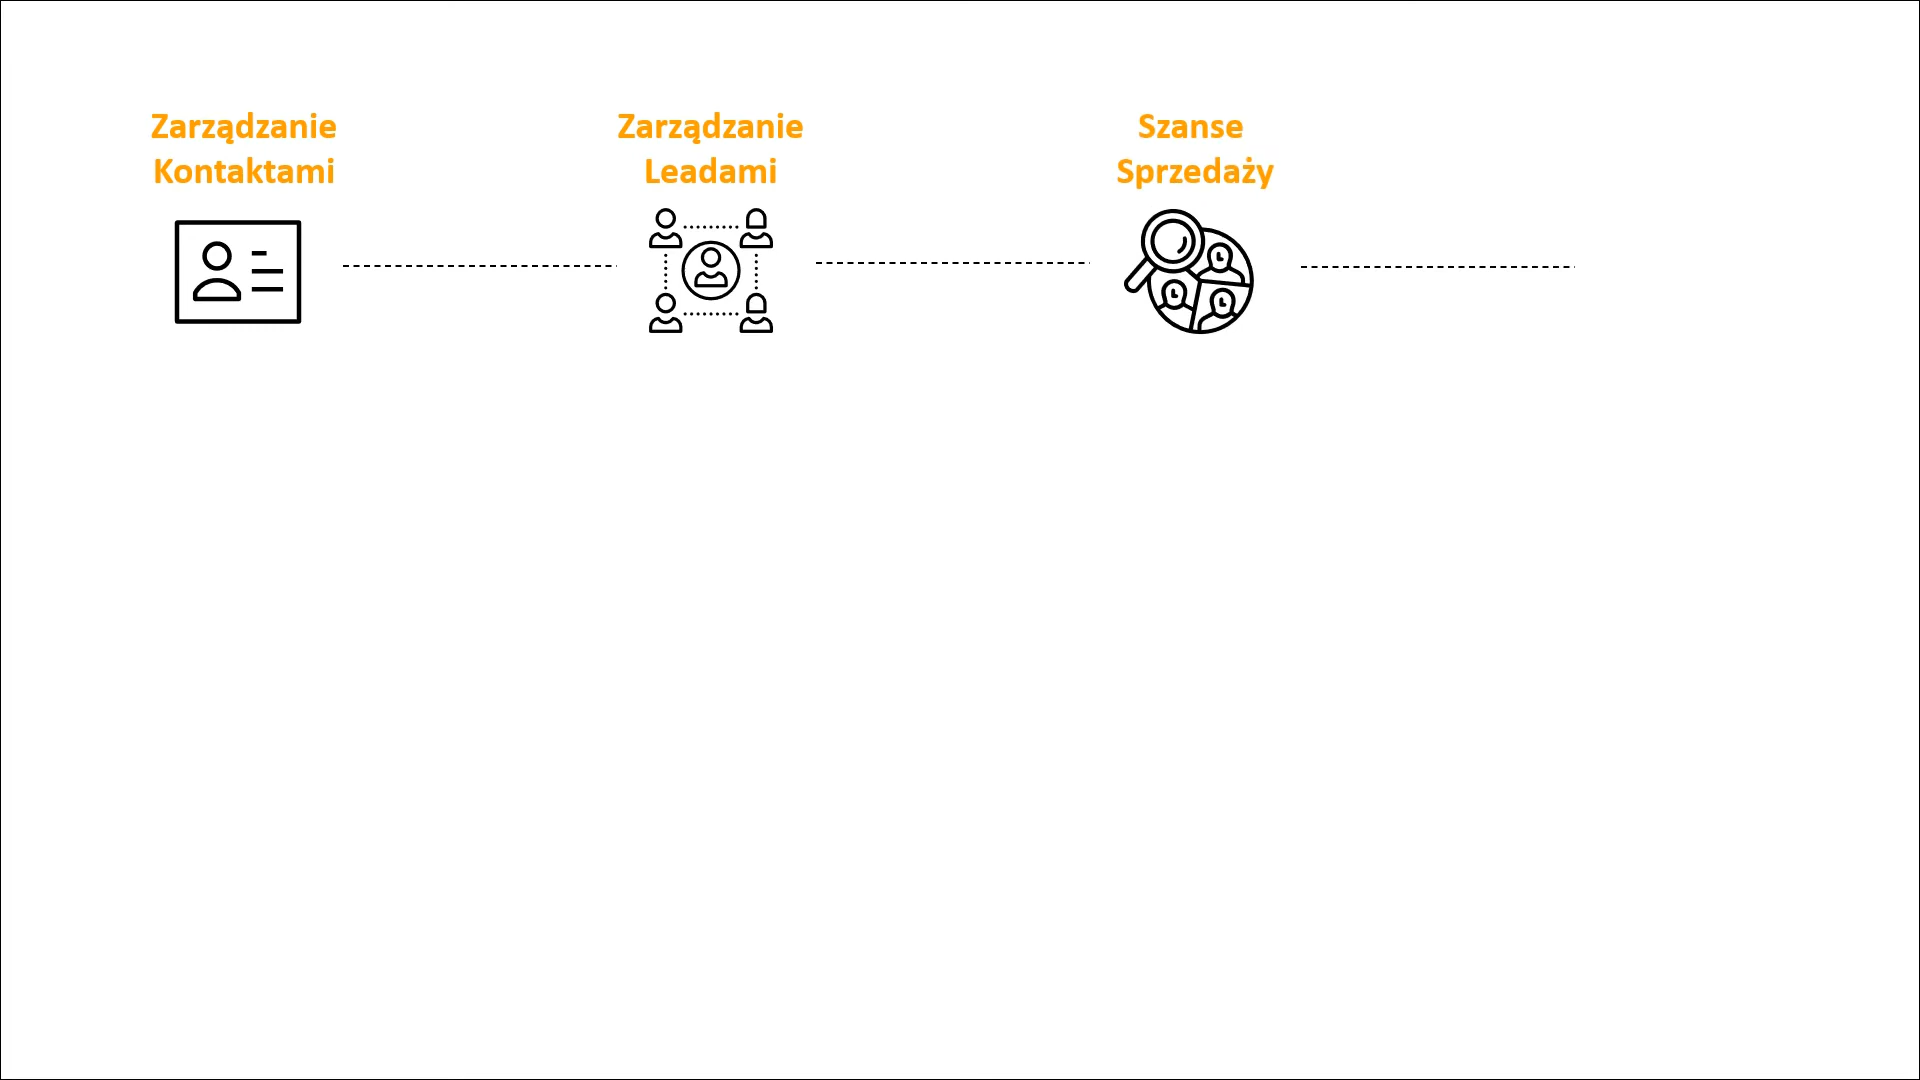 Zarządzanie
Kontaktami
Zarządzanie
Leadami
Szanse
Sprzedaży